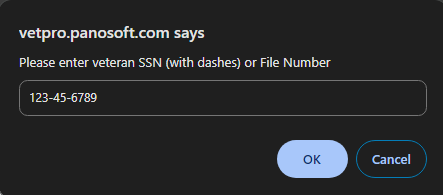 vetpro.panosoft.com says
Please enter veteran SSN (with dashes) or File Number
123-45-6789
OK
Cancel